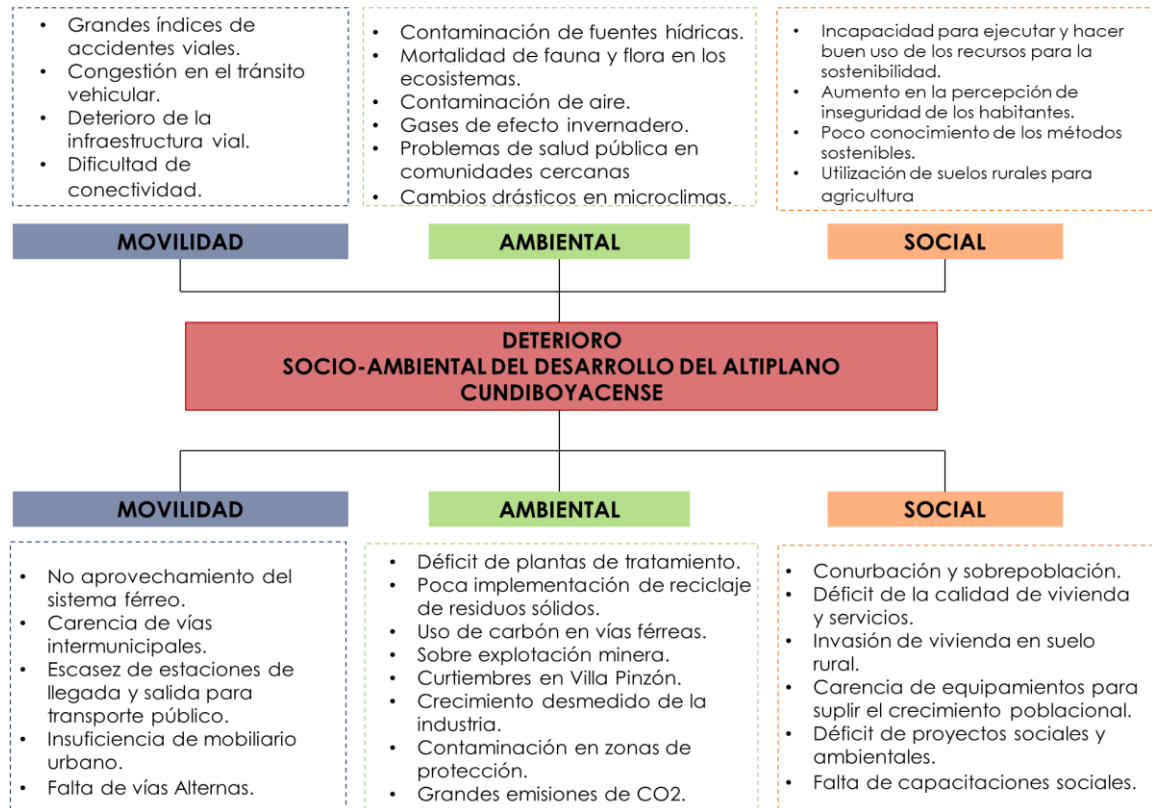 • Grandes índices de
accidentes viales.
• Congestión en el tránsito
vehicular.
• Deterioro de la
infraestructura vial.
• Dificultad de
conectividad.
• Contaminación de fuentes hídricas.
• Mortalidad de fauna y flora en los
ecosistemas.
• Contaminación de aire.
• Gases de efecto invernadero.
• Problemas de salud pública en
comunidades cercanas
• Cambios drásticos en microclimas.
• Incapacidad para ejecutar y hacer
buen uso de los recursos para la
sostenibilidad.
• Aumento en la percepción de
inseguridad de los habitantes.
• Poco conocimiento de los métodos
sostenibles.
• Utilización de suelos rurales para
agricultura
MOVILIDAD
AMBIENTAL
SOCIAL
DETERIORO
SOCIO-AMBIENTAL DEL DESARROLLO DEL ALTIPLANO
CUNDIBOYACENSE
MOVILIDAD
AMBIENTAL
SOCIAL
• No aprovechamiento del
sistema férreo.
• Carencia de vías
intermunicipales.
• Escasez de estaciones de
llegada y salida para
transporte público.
• Insuficiencia de mobiliario
urbano.
• Falta de vías Alternas.
• Déficit de plantas de tratamiento.
• Poca implementación de reciclaje
de residuos sólidos.
• Uso de carbón en vías férreas.
• Sobre explotación minera.
• Curtiembres en Villa Pinzón.
• Crecimiento desmedido de la
industria.
• Contaminación en zonas de
protección.
• Grandes emisiones de CO2.
• Conurbación y sobrepoblación.
• Déficit de la calidad de vivienda
y servicios.
• Invasión de vivienda en suelo
rural.
• Carencia de equipamientos para
suplir el crecimiento poblacional.
• Déficit de proyectos sociales y
ambientales.
• Falta de capacitaciones sociales.